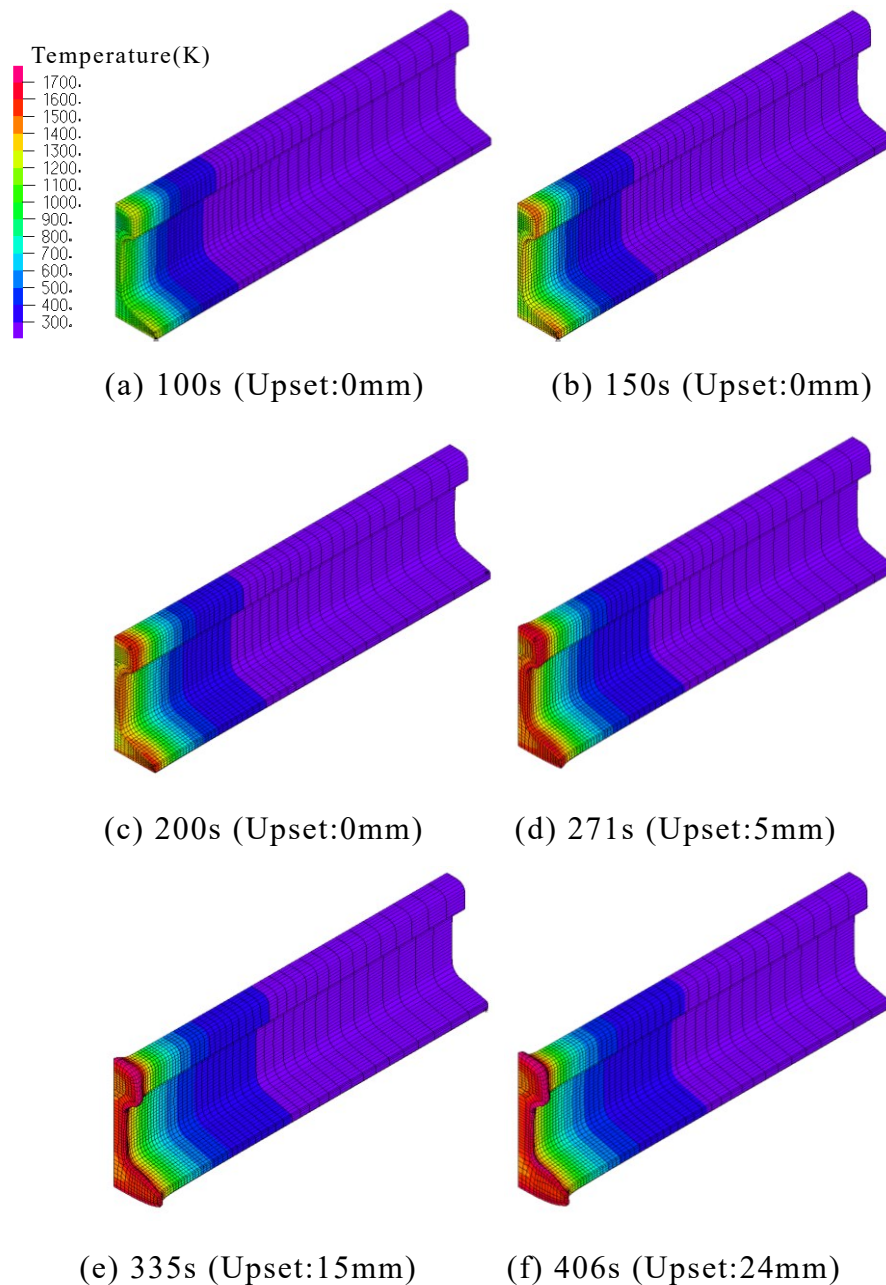 Temperature(K)
1700.
1600.
1500.
1400.
1300.
1200.
1100.
1000.
900.
800.
700.
600.
500.
400.
300.
(a) 100s (Upset:0mm)
(b) 150s (Upset:0mm)
(c) 200s (Upset:0mm)
(d) 271s (Upset:5mm)
(e) 335s (Upset:15mm)
(f) 406s (Upset:24mm)